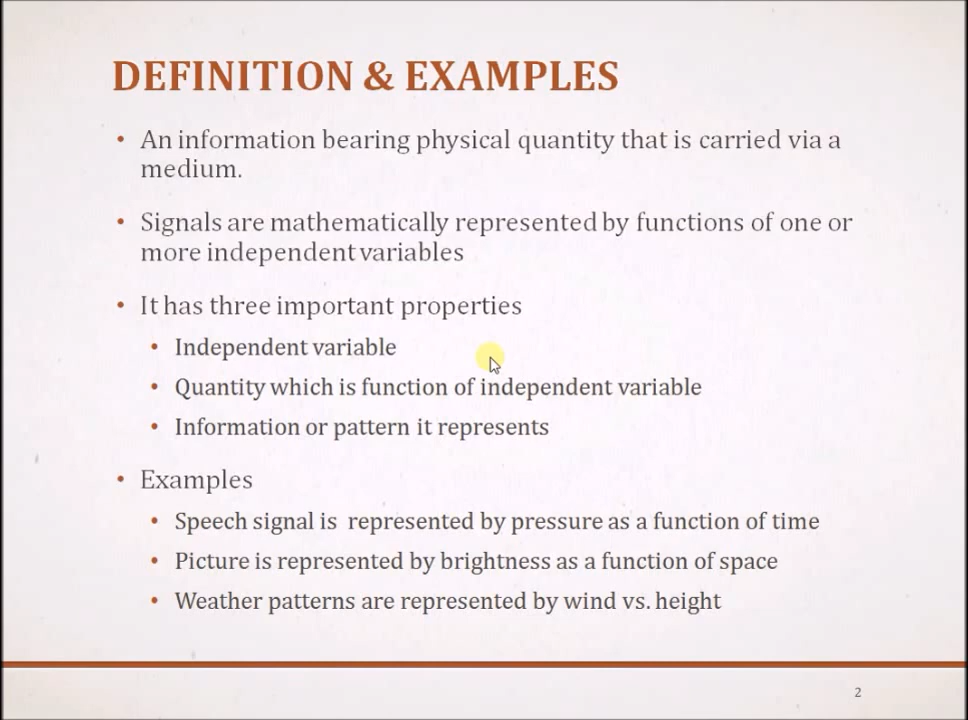 DEFINITION & EXAMPLES
• An information bearing physical quantity that is carried via a
medium.
• Signals are mathematically represented by functions of one or
more independent variables
• It has three important properties
• Independent variable
• Quantity which is function of independent variable
• Information or pattern it represents
• Examples
• Speech signal is represented by pressure as a function of time
• Picture is represented by brightness as a function of space
• Weather patterns are represented by wind vs. height
2